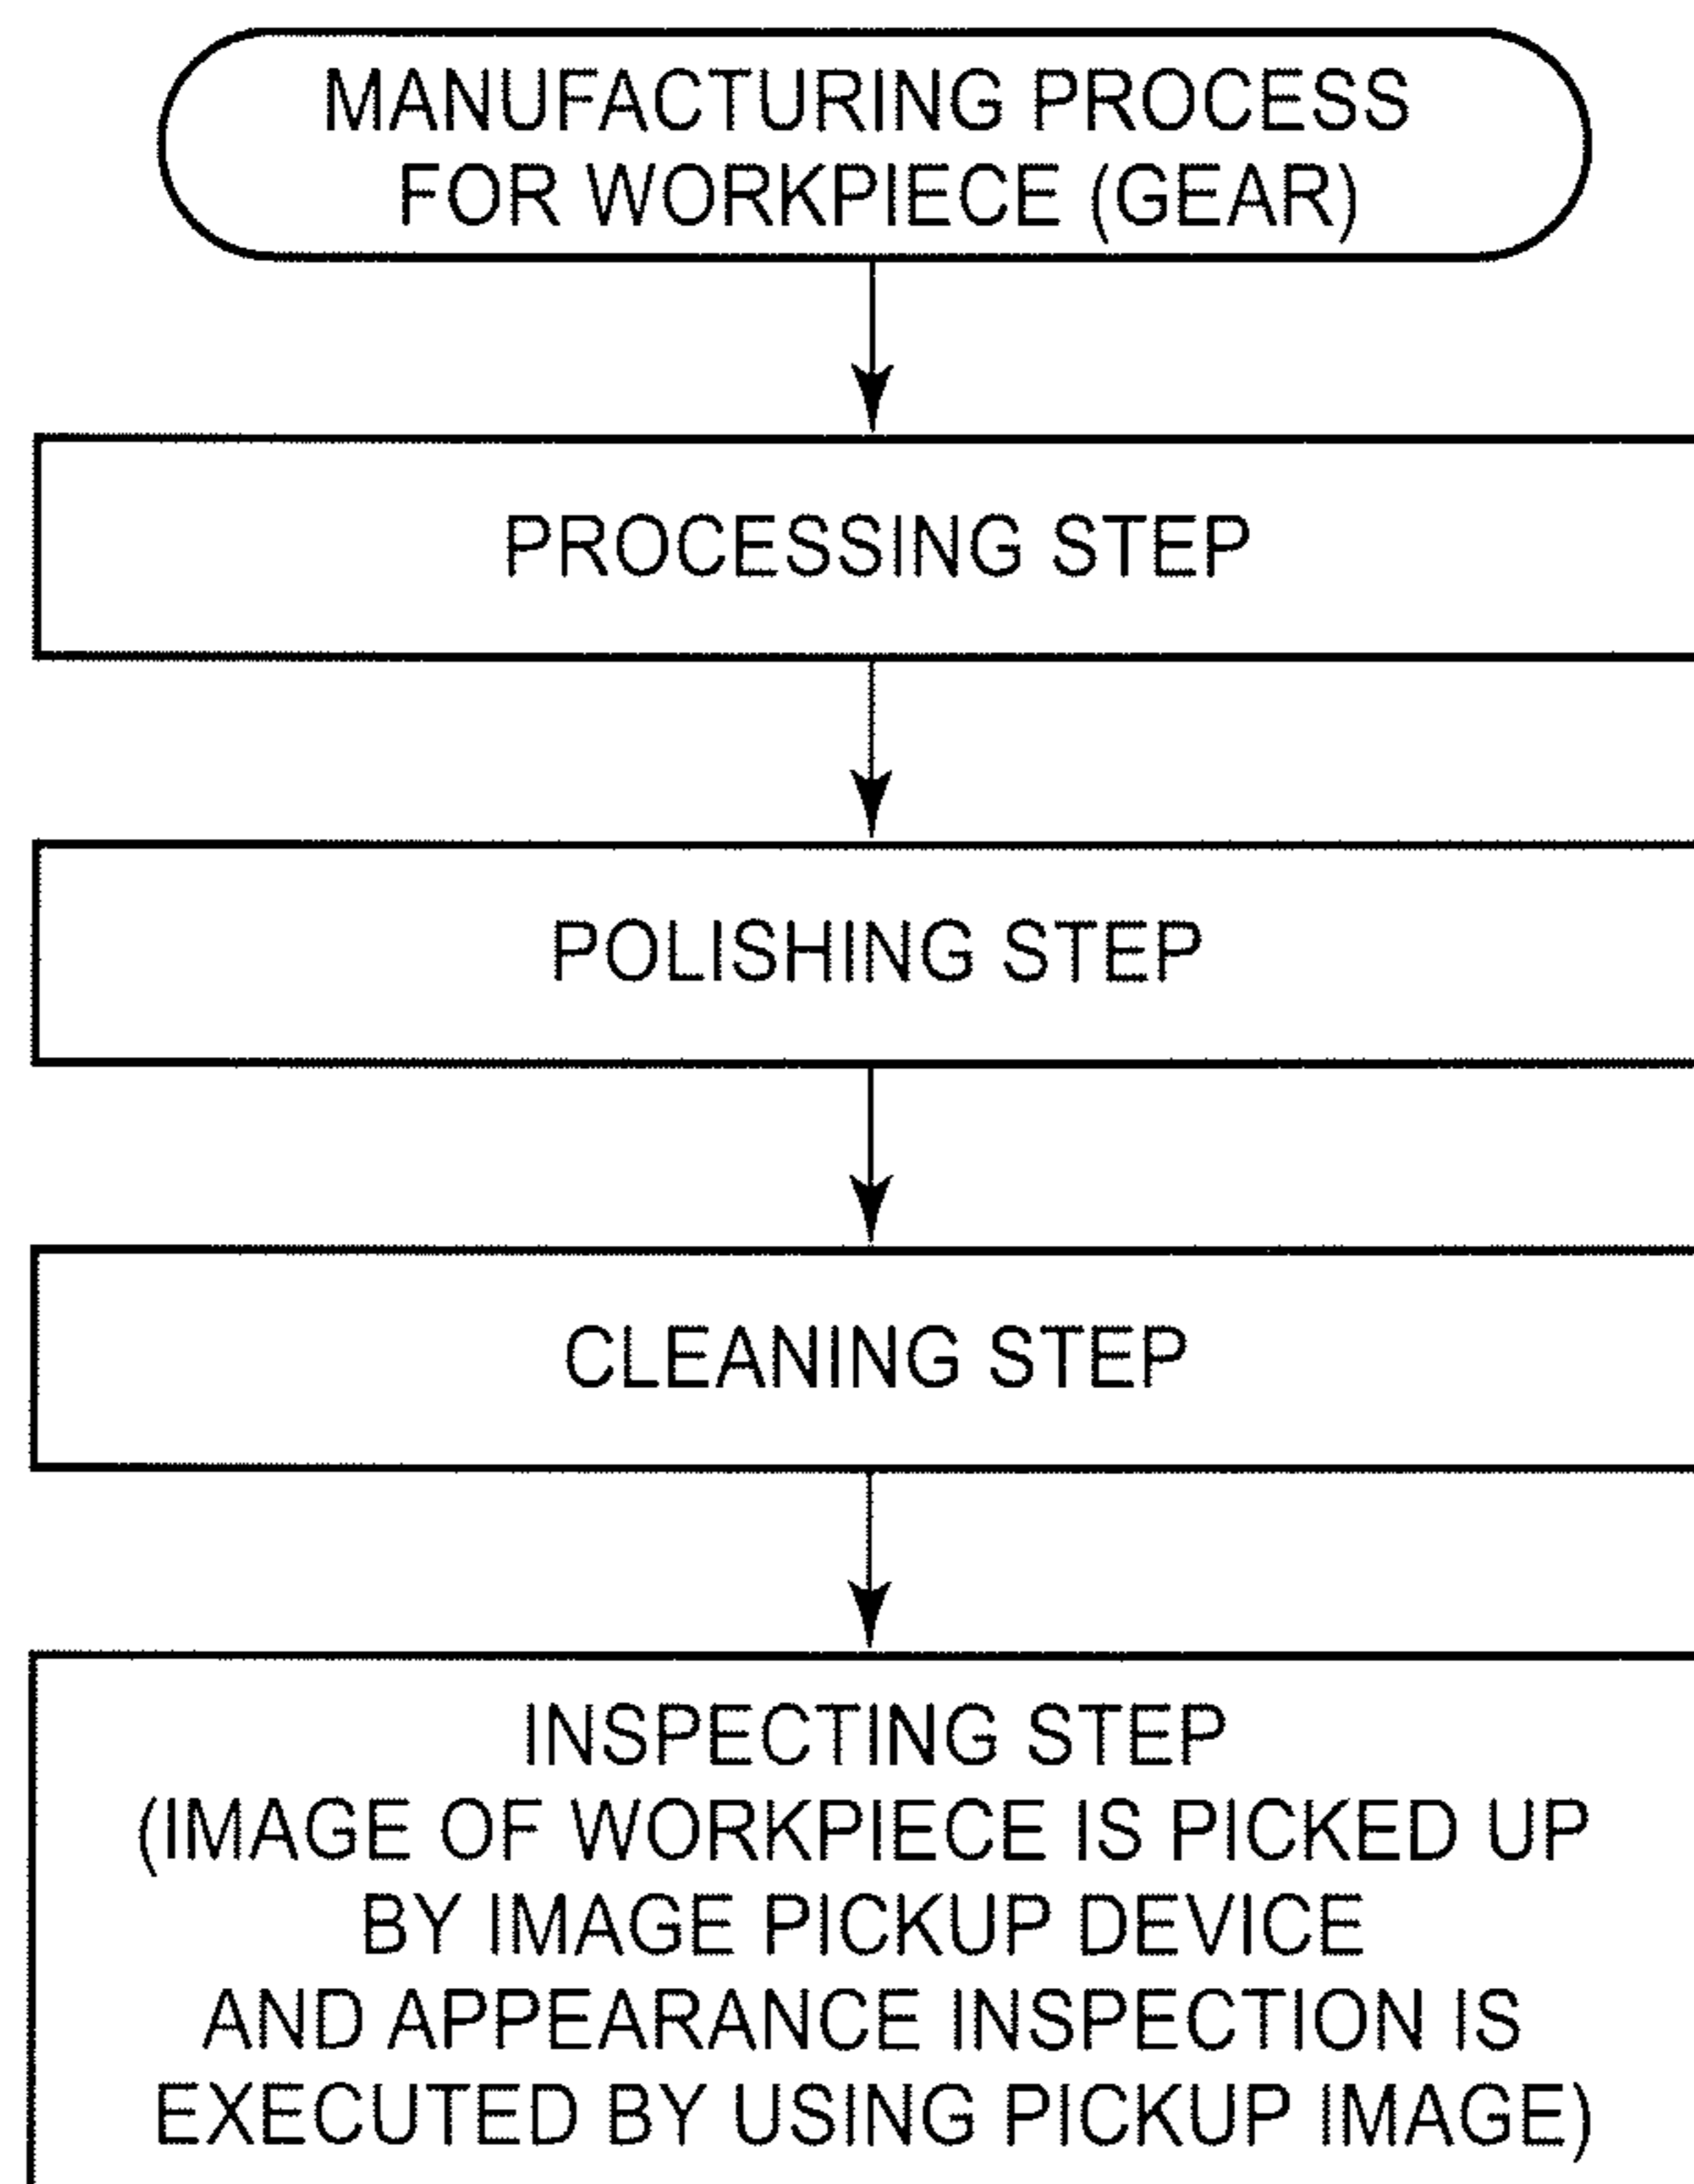 MANUFACTURING PROCESS
FOR WORKPIECE (GEAR)
PROCESSING STEP
POLISHING STEP
CLEANING STEP
INSPECTING STEP
(IMAGE OF WORKPIECE IS PICKED UP
BY IMAGE PICKUP DEVICE
AND APPEARANCE INSPECTION IS
EXECUTED BY USING PICKUP IMAGE)